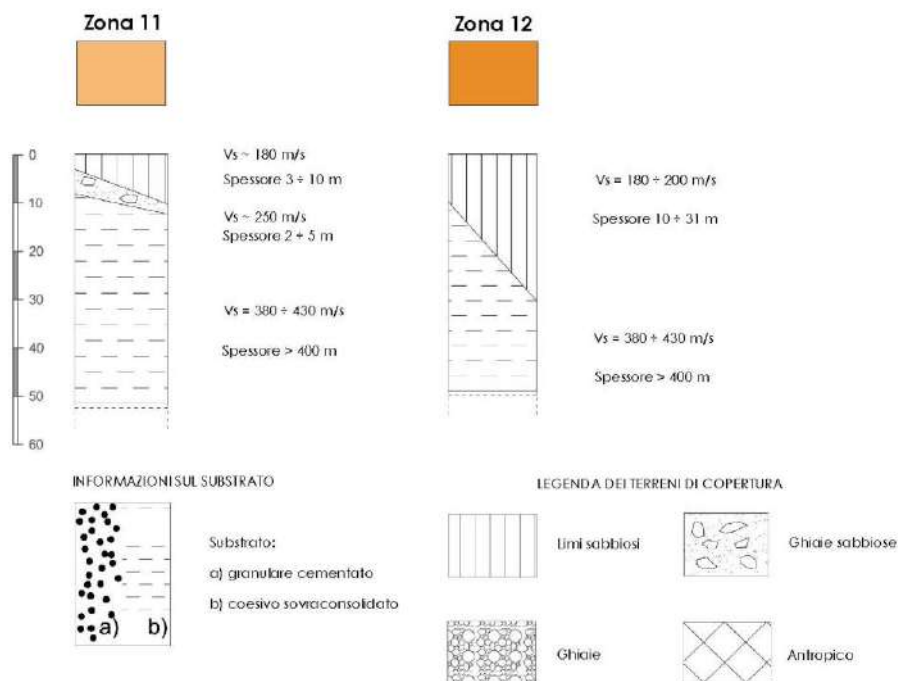 Zona 11
Zona 12
0
10
20
30
40
50
60
Vs ~ 180 m/s
Spessore 3 ÷ 10 m
Vs ~ 250 m/s
Spessore 2 ÷ 5 m
Vs = 380 ÷ 430 m/s
Spessore > 400 m
Vs = 180 ÷ 200 m/s
Spessore 10 ÷ 31 m
Vs = 380 ÷ 430 m/s
Spessore > 400 m
INFORMAZIONI SUL SUBSTRATO
a) b)
Substrato:
a) granulare cementato
b) coesivo sovraconsolidato
LEGENDA DEI TERRENI DI COPERTURA
Limi sabbiosi
Ghiaie sabbiose
Ghiaie
Antropico